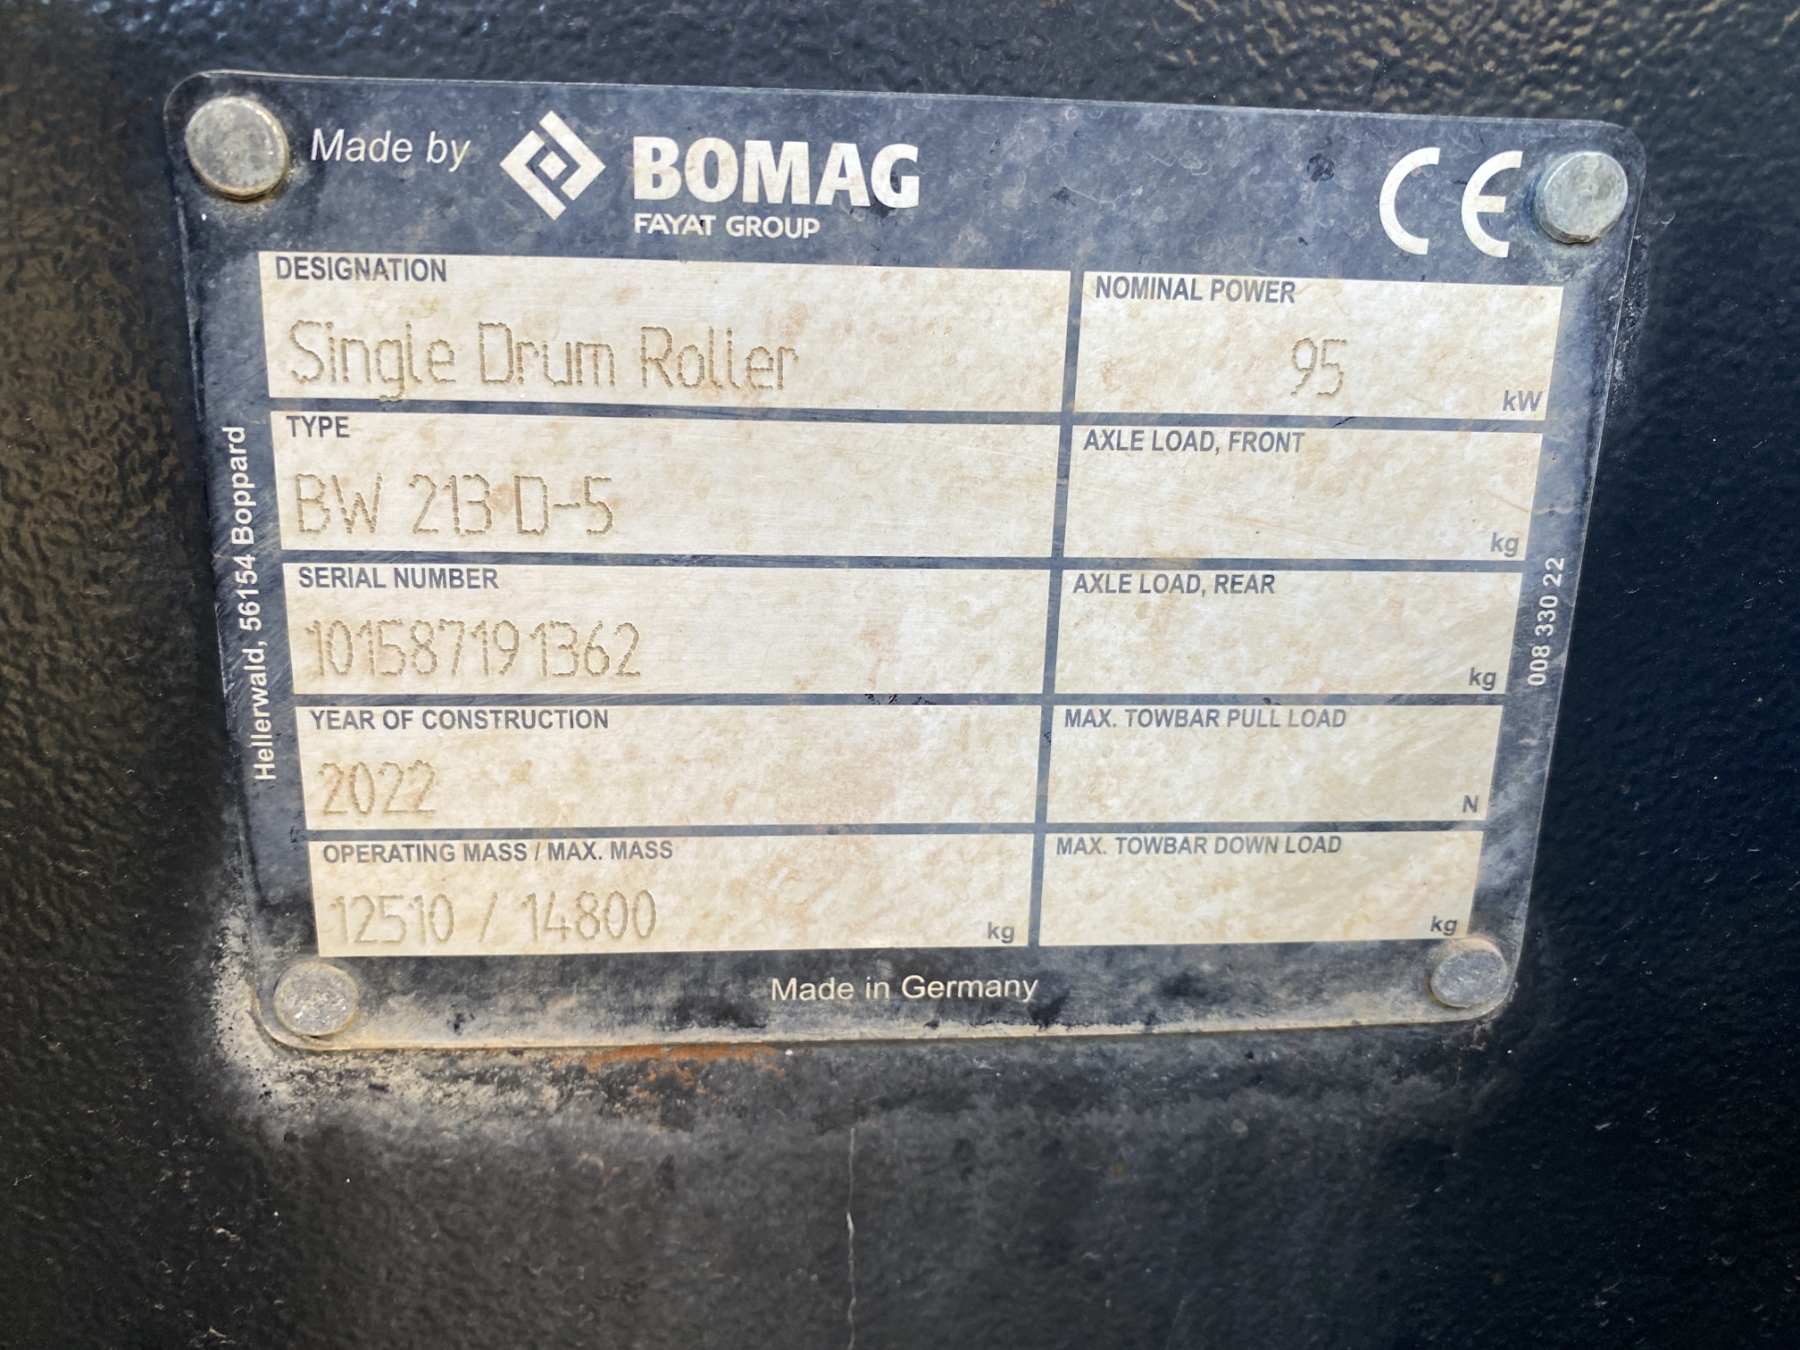 Made by BOMAG CE
FAYAT GROUP
DESIGNATION
Single Drum Roller
NOMINAL POWER
95 kW
TYPE
BW 213 D-5
AXLE LOAD, FRONT
kg
SERIAL NUMBER
101587191362
AXLE LOAD, REAR
kg
YEAR OF CONSTRUCTION
2022
MAX. TOWBAR PULL LOAD
N
OPERATING MASS / MAX. MASS
12510 / 14800 kg
MAX. TOWBAR DOWN LOAD
kg
Made in Germany
Hellerwald, 56154 Boppard
008 330 22